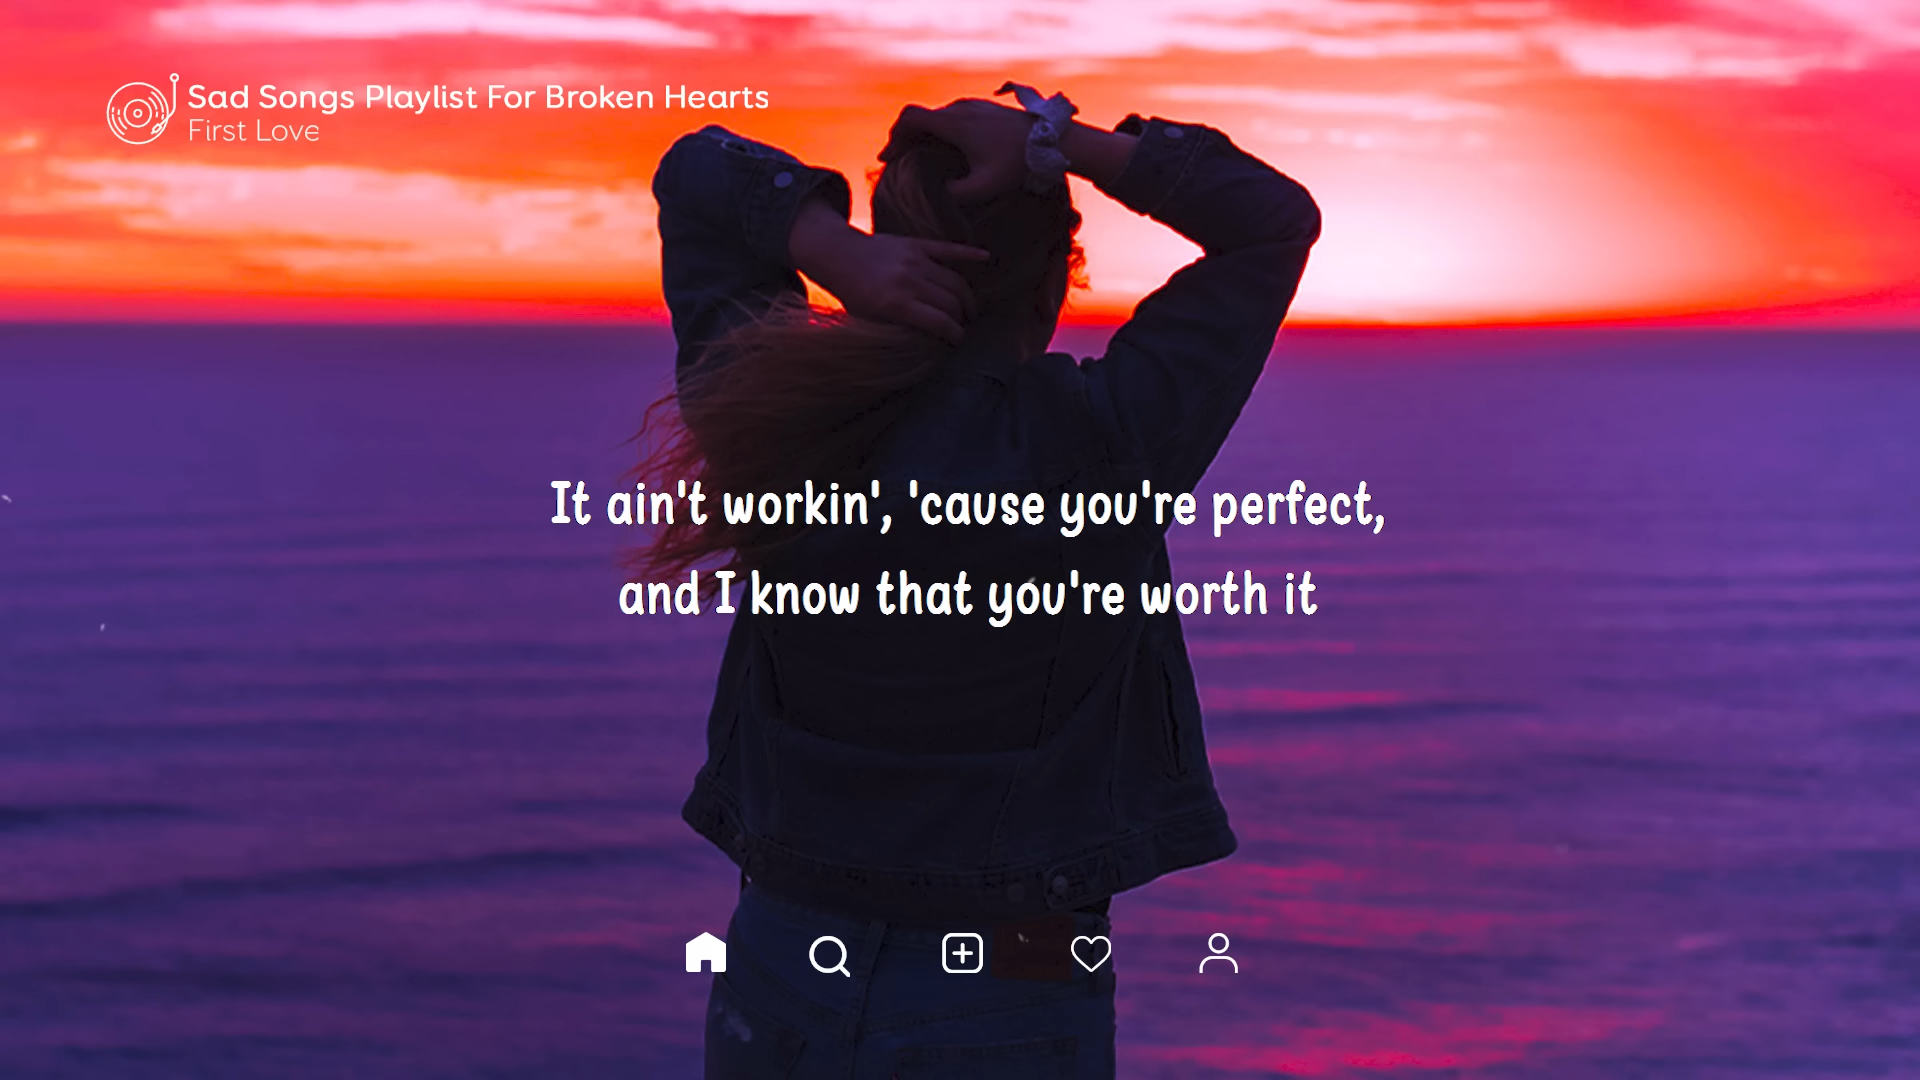 Sad Songs Playlist For Broken Hearts
First Love
It ain't workin', 'cause you're perfect,
and I know that you're worth it